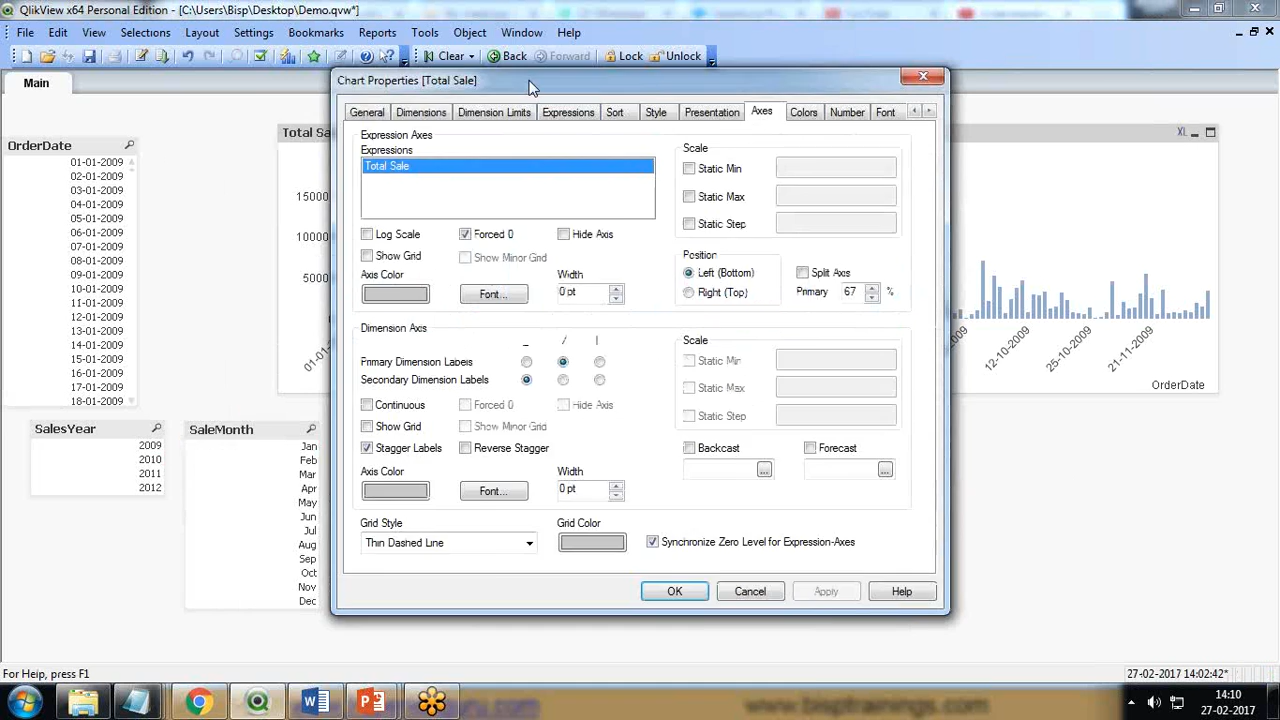 QlikView x64 Personal Edition - [C:\Users\Bisp\Desktop\Demo.qvw*]
File Edit View Selections Layout Settings Bookmarks Reports Tools Object Window Help
Clear Back Forward Lock Unlock
Main
Chart Properties [Total Sale]
General Dimensions Dimension Limits Expressions Sort Style Presentation Axes Colors Number Font
OrderDate
01-01-2009
02-01-2009
03-01-2009
04-01-2009
05-01-2009
06-01-2009
07-01-2009
08-01-2009
09-01-2009
10-01-2009
11-01-2009
12-01-2009
13-01-2009
14-01-2009
15-01-2009
16-01-2009
17-01-2009
18-01-2009
SalesYear
2009
2010
2011
2012
SaleMonth
Jan
Feb
Mar
Apr
May
Jun
Jul
Aug
Sep
Oct
Nov
Dec
Total Sa
15000
10000
5000
01-01
Expression Axes
Expressions
Total Sale
Log Scale Forced 0 Hide Axis
Show Grid Show Minor Grid
Axis Color Width
Font... 0 pt
Scale
Static Min
Static Max
Static Step
Position
Left (Bottom) Split Axis
Right (Top) Primary 67 %
Dimension Axis
_ / |
Primary Dimension Labels
Secondary Dimension Labels
Continuous Forced 0 Hide Axis
Show Grid Show Minor Grid
Stagger Labels Reverse Stagger
Axis Color Width
Font... 0 pt
Scale
Static Min
Static Max
Static Step
Backcast Forecast
... ...
Grid Style Grid Color
Thin Dashed Line Synchronize Zero Level for Expression-Axes
OK Cancel Apply Help
XL
2009
12-10-2009
25-10-2009
21-11-2009
OrderDate
For Help, press F1
27-02-2017 14:02:42*
www.bisptrainings.com
14:10
27-02-2017